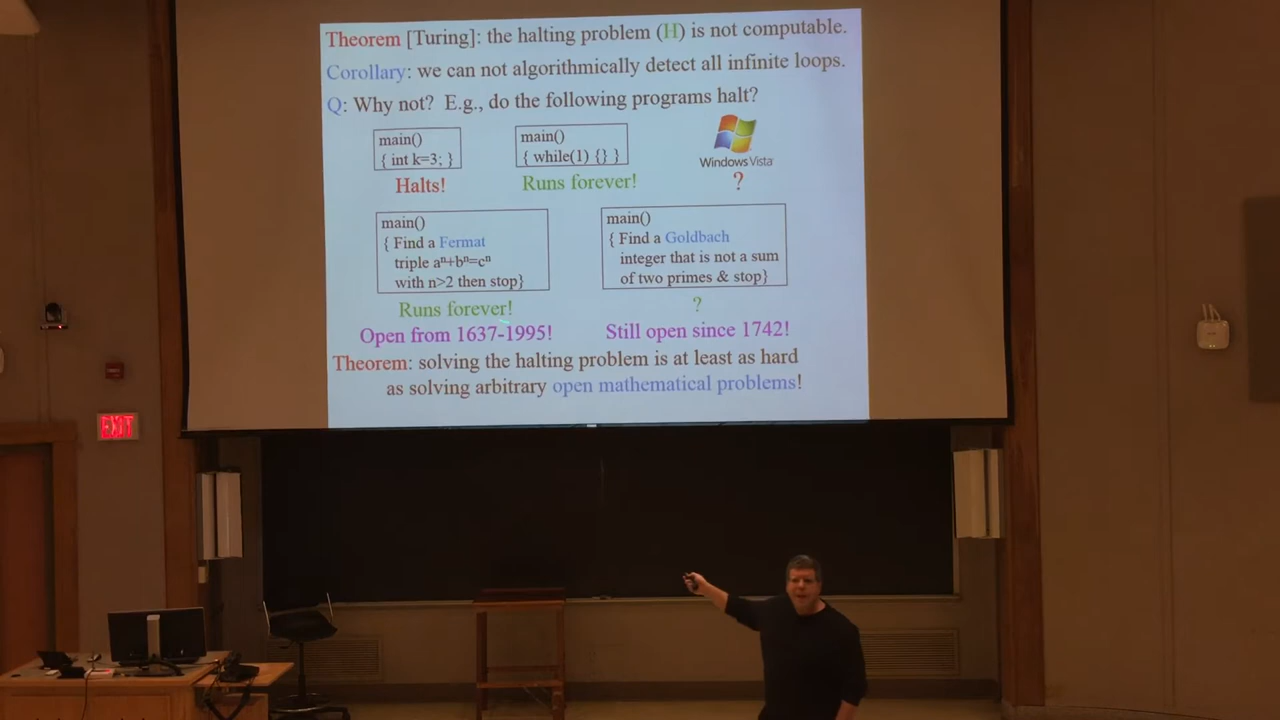 Theorem [Turing]: the halting problem (H) is not computable.
Corollary: we can not algorithmically detect all infinite loops.
Q: Why not? E.g., do the following programs halt?
main()
{ int k=3; }
Halts!
main()
{ while(1) {} }
Runs forever!
Windows Vista
?
main()
{ Find a Fermat
triple aⁿ+bⁿ=cⁿ
with n>2 then stop}
Runs forever!
Open from 1637-1995!
main()
{ Find a Goldbach
integer that is not a sum
of two primes & stop}
?
Still open since 1742!
Theorem: solving the halting problem is at least as hard
as solving arbitrary open mathematical problems!
EXIT